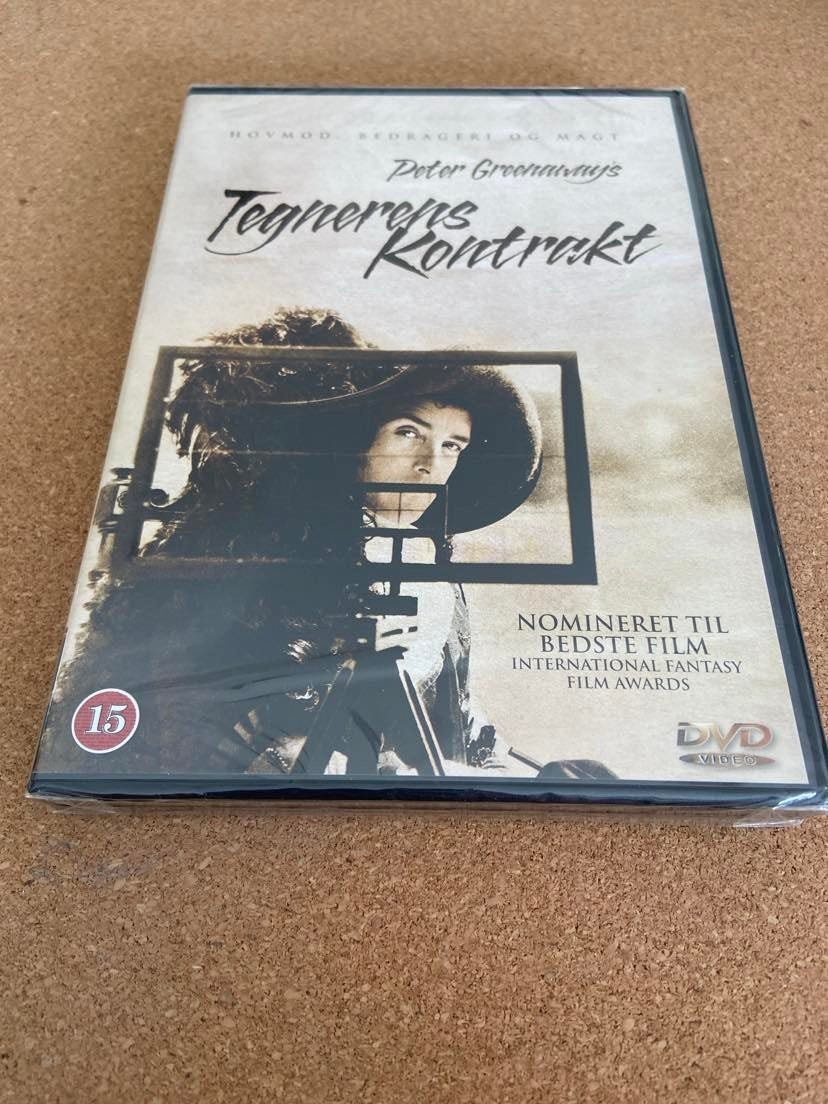 HOVMOD, BEDRAGERI OG MAGT
Peter Greenaway's
Tegnerens
Kontrakt
NOMINERET TIL
BEDSTE FILM
INTERNATIONAL FANTASY
FILM AWARDS
15
DVD
VIDEO